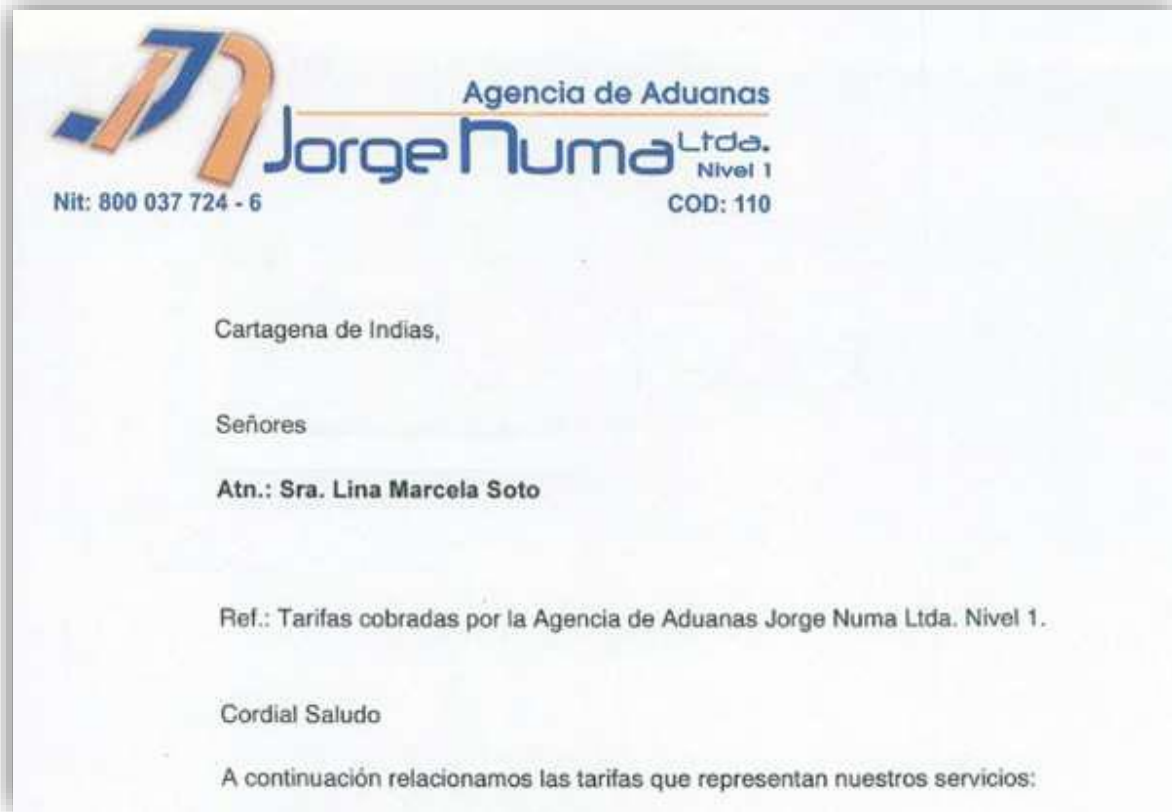 Agencia de Aduanas
Jorge Numa Ltda.
Nivel 1
Nit: 800 037 724 - 6
COD: 110
Cartagena de Indias,
Señores
Atn.: Sra. Lina Marcela Soto
Ref.: Tarifas cobradas por la Agencia de Aduanas Jorge Numa Ltda. Nivel 1.
Cordial Saludo
A continuación relacionamos las tarifas que representan nuestros servicios: